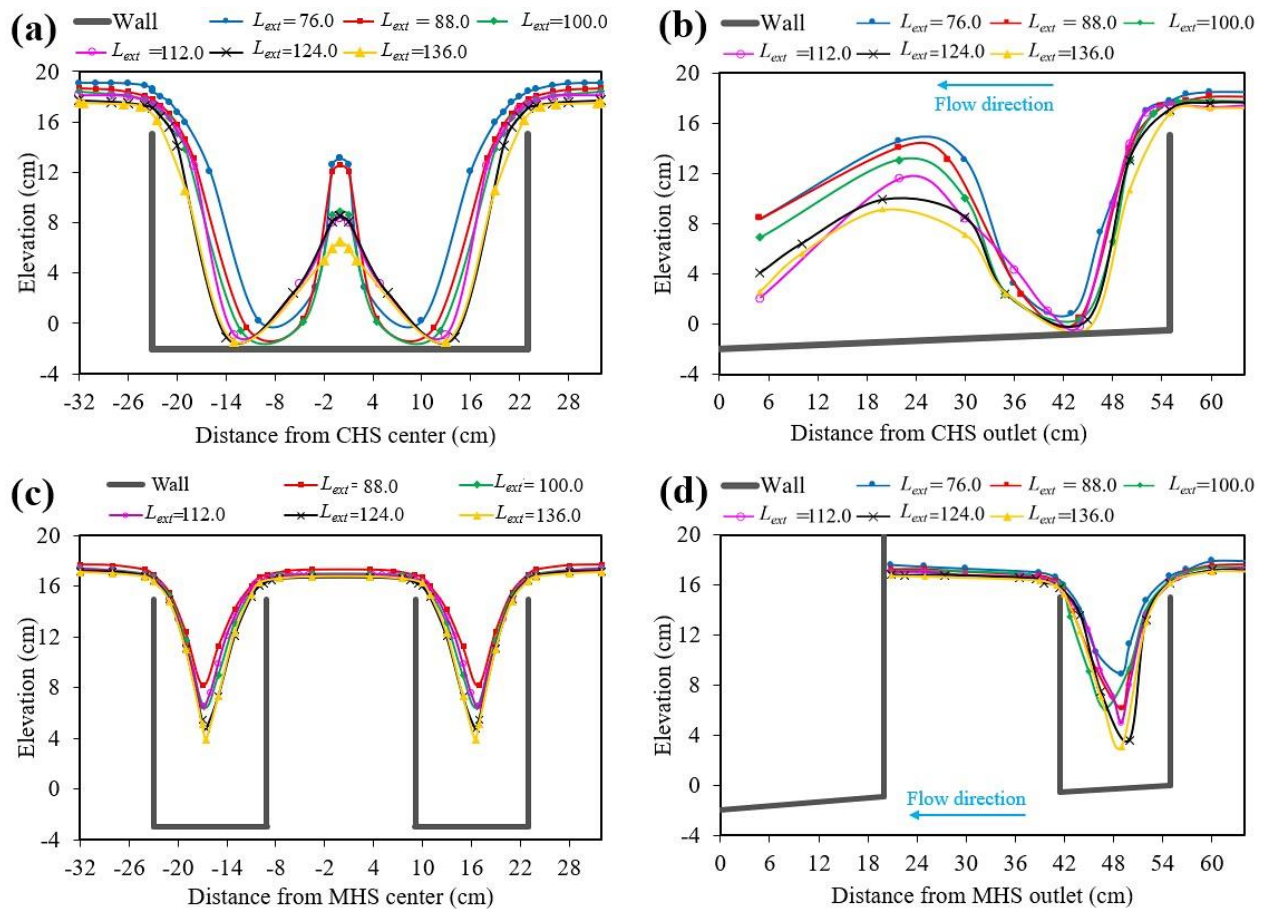 (a)
Wall
L_ext = 76.0
L_ext = 88.0
L_ext =100.0
L_ext =112.0
L_ext =124.0
L_ext =136.0
20
16
12
8
4
0
-4
Elevation (cm)
-32 -26 -20 -14 -8 -2 4 10 16 22 28
Distance from CHS center (cm)
(b)
Wall
L_ext = 76.0
L_ext = 88.0
L_ext =100.0
L_ext =112.0
L_ext =124.0
L_ext =136.0
Flow direction
20
16
12
8
4
0
-4
Elevation (cm)
0 6 12 18 24 30 36 42 48 54 60
Distance from CHS outlet (cm)
(c)
Wall
L_ext = 88.0
L_ext = 100.0
L_ext =112.0
L_ext =124.0
L_ext =136.0
20
16
12
8
4
0
-4
Elevation (cm)
-32 -26 -20 -14 -8 -2 4 10 16 22 28
Distance from MHS center (cm)
(d)
Wall
L_ext = 76.0
L_ext = 88.0
L_ext =100.0
L_ext =112.0
L_ext =124.0
L_ext =136.0
Flow direction
20
16
12
8
4
0
-4
Elevation (cm)
0 6 12 18 24 30 36 42 48 54 60
Distance from MHS outlet (cm)